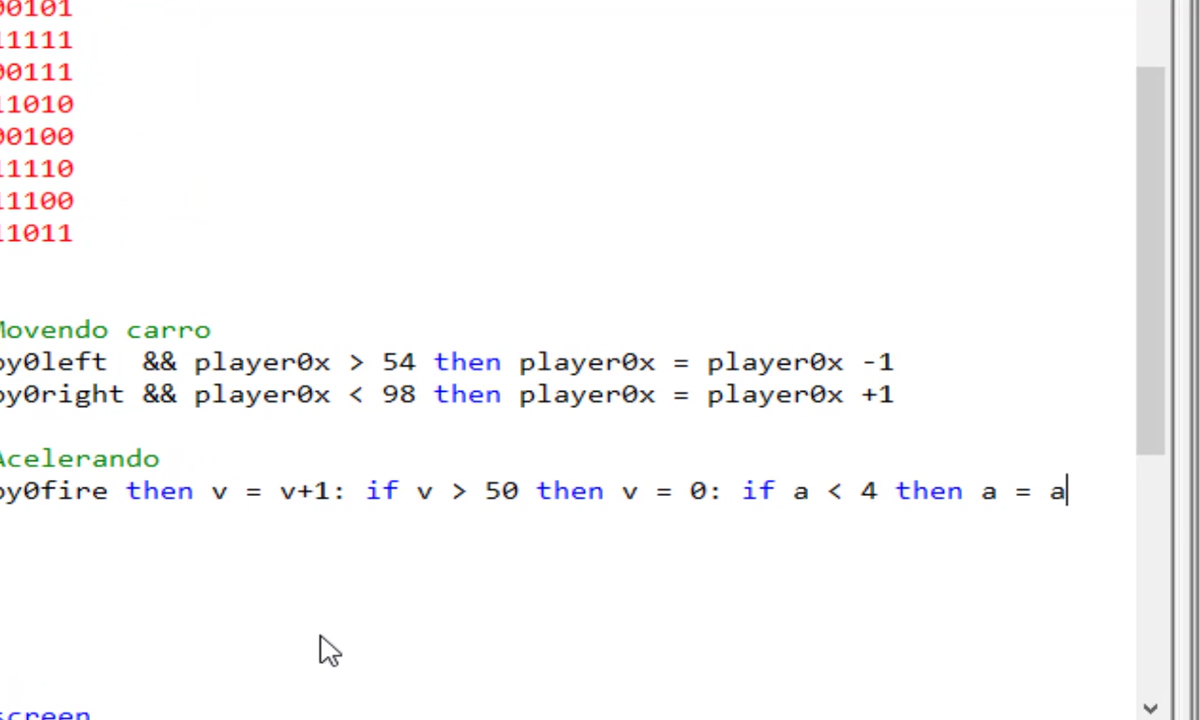 00101
11111
00111
11010
00100
11110
11100
11011
Movendo carro
oy0left  && player0x > 54 then player0x = player0x -1
oy0right && player0x < 98 then player0x = player0x +1
Acelerando
oy0fire then v = v+1: if v > 50 then v = 0: if a < 4 then a = a
screen